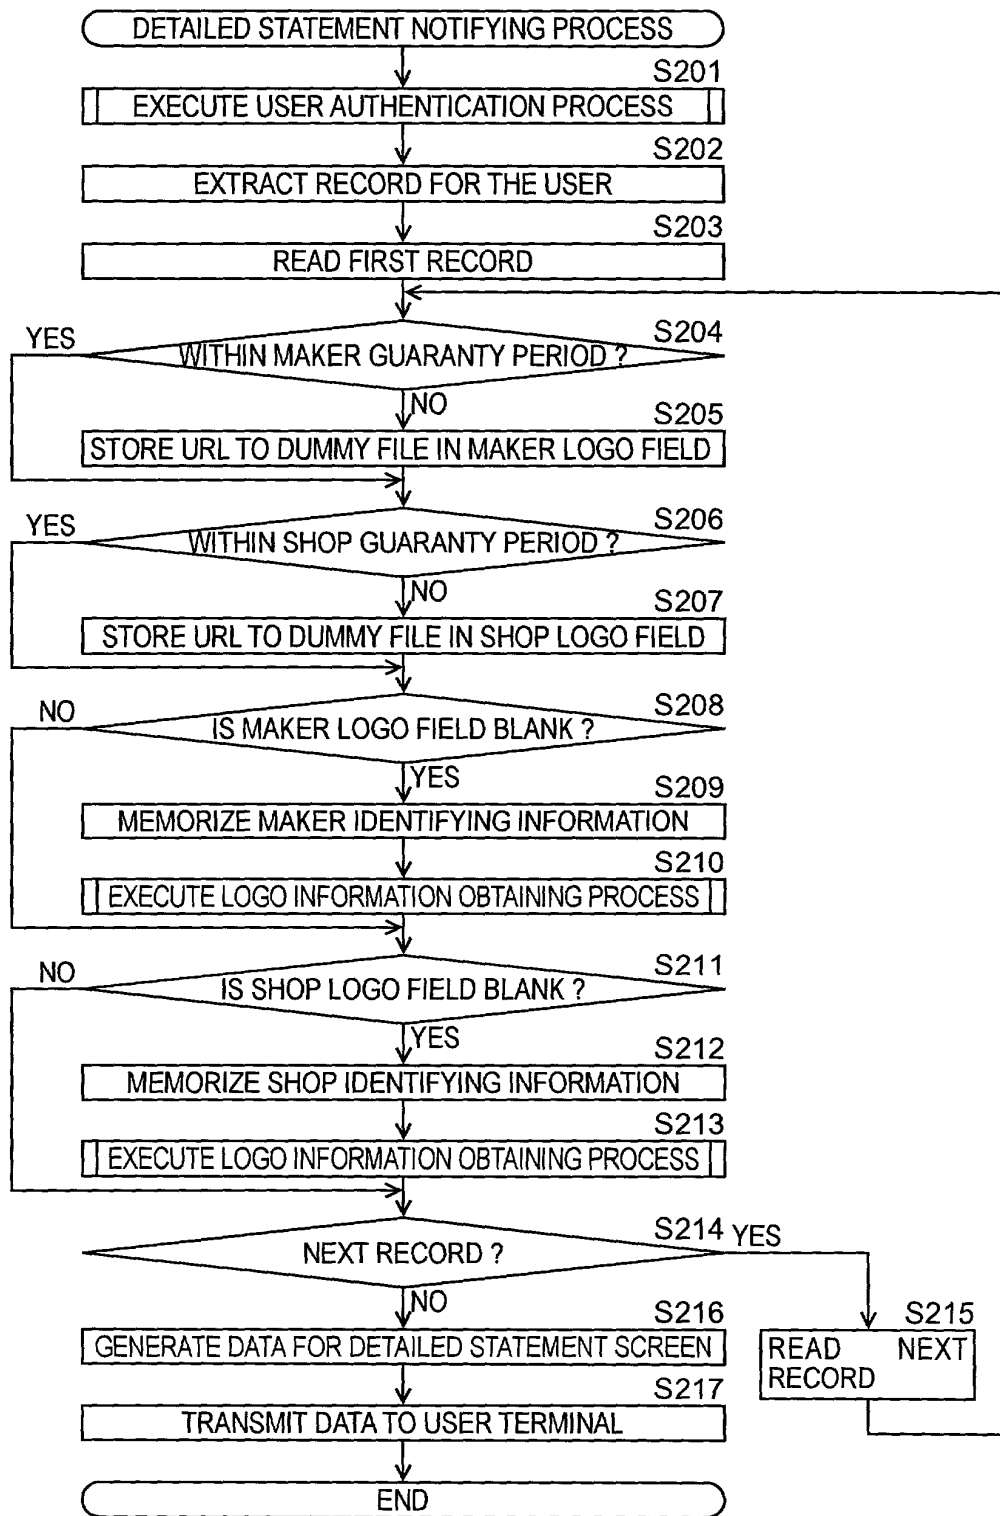 DETAILED STATEMENT NOTIFYING PROCESS
S201
EXECUTE USER AUTHENTICATION PROCESS
S202
EXTRACT RECORD FOR THE USER
S203
READ FIRST RECORD
S204
YES
WITHIN MAKER GUARANTY PERIOD ?
NO
S205
STORE URL TO DUMMY FILE IN MAKER LOGO FIELD
S206
YES
WITHIN SHOP GUARANTY PERIOD ?
NO
S207
STORE URL TO DUMMY FILE IN SHOP LOGO FIELD
S208
NO
IS MAKER LOGO FIELD BLANK ?
YES
S209
MEMORIZE MAKER IDENTIFYING INFORMATION
S210
EXECUTE LOGO INFORMATION OBTAINING PROCESS
S211
NO
IS SHOP LOGO FIELD BLANK ?
YES
S212
MEMORIZE SHOP IDENTIFYING INFORMATION
S213
EXECUTE LOGO INFORMATION OBTAINING PROCESS
S214
YES
NEXT RECORD ?
NO
S215
READ NEXT
RECORD
S216
GENERATE DATA FOR DETAILED STATEMENT SCREEN
S217
TRANSMIT DATA TO USER TERMINAL
END